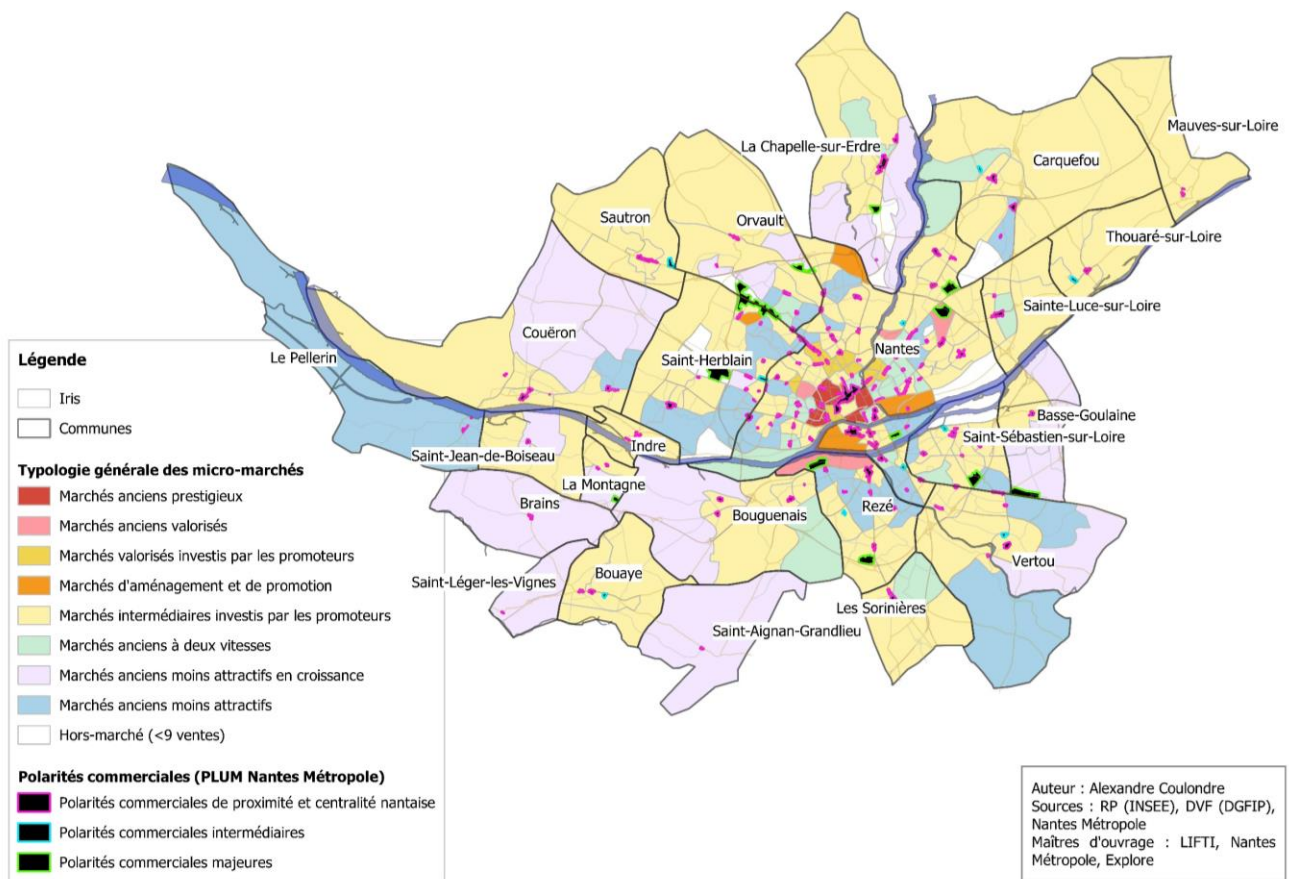 Mauves-sur-Loire
La Chapelle-sur-Erdre
Carquefou
Sautron
Orvault
Thouaré-sur-Loire
Sainte-Luce-sur-Loire
Couëron
Nantes
Le Pellerin
Saint-Herblain
Basse-Goulaine
Saint-Sébastien-sur-Loire
Indre
Saint-Jean-de-Boiseau
La Montagne
Brains
Bouguenais
Rezé
Vertou
Saint-Léger-les-Vignes
Bouaye
Les Sorinières
Saint-Aignan-Grandlieu
Légende
Iris
Communes
Typologie générale des micro-marchés
Marchés anciens prestigieux
Marchés anciens valorisés
Marchés valorisés investis par les promoteurs
Marchés d'aménagement et de promotion
Marchés intermédiaires investis par les promoteurs
Marchés anciens à deux vitesses
Marchés anciens moins attractifs en croissance
Marchés anciens moins attractifs
Hors-marché (<9 ventes)
Polarités commerciales (PLUM Nantes Métropole)
Polarités commerciales de proximité et centralité nantaise
Polarités commerciales intermédiaires
Polarités commerciales majeures
Auteur : Alexandre Coulondre
Sources : RP (INSEE), DVF (DGFIP),
Nantes Métropole
Maîtres d'ouvrage : LIFTI, Nantes
Métropole, Explore